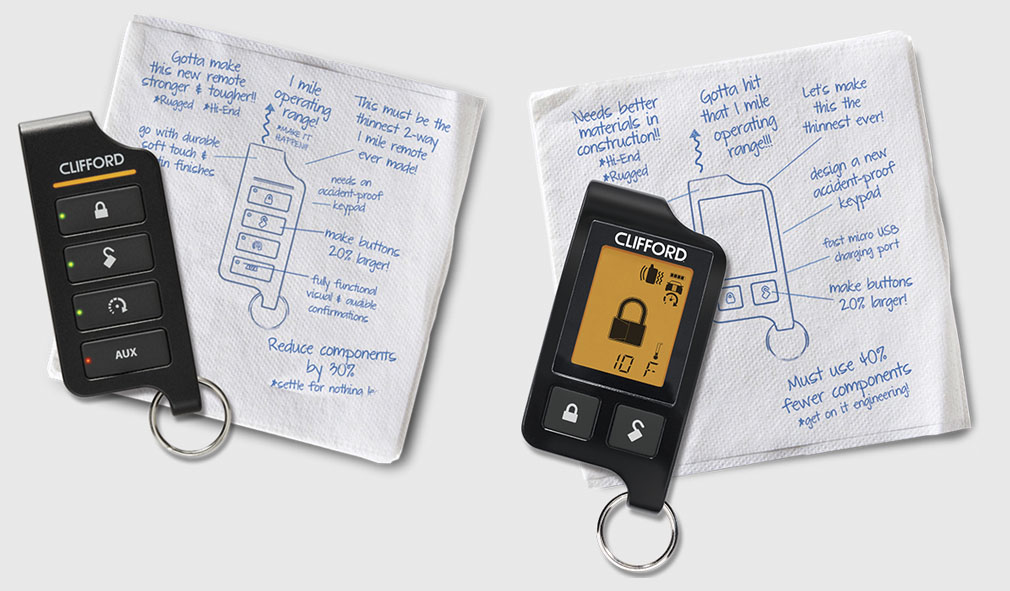 Gotta make
this new remote
stronger & tougher!!
*Rugged *Hi-End
1 mile
operating
range!
*MAKE IT
HAPPEN!!!
This must be the
thinnest 2-way
1 mile remote
ever made!
go with durable
soft touch &
finishes
needs an
accident-proof
keypad
make buttons
20% larger!
fully functional
visual & audible
confirmations
Reduce components
by 30%
*settle for nothing
CLIFFORD
AUX
Needs better
materials in
construction!!
*Hi-End
*Rugged
Gotta hit
that 1 mile
operating
range!!!
Let's make
this the
thinnest ever!
design a new
accident-proof
keypad
fast micro USB
charging port
make buttons
20% larger!
Must use 40%
fewer components
*get on it engineering!
CLIFFORD
10 F